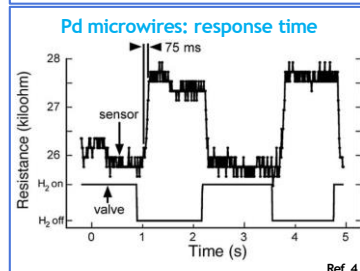 Pd microwires: response time
75 ms
28
27
26
Resistance (kiloohm)
sensor
H₂ on
valve
H₂ off
0 1 2 3 4 5
Time (s)
Ref. 4